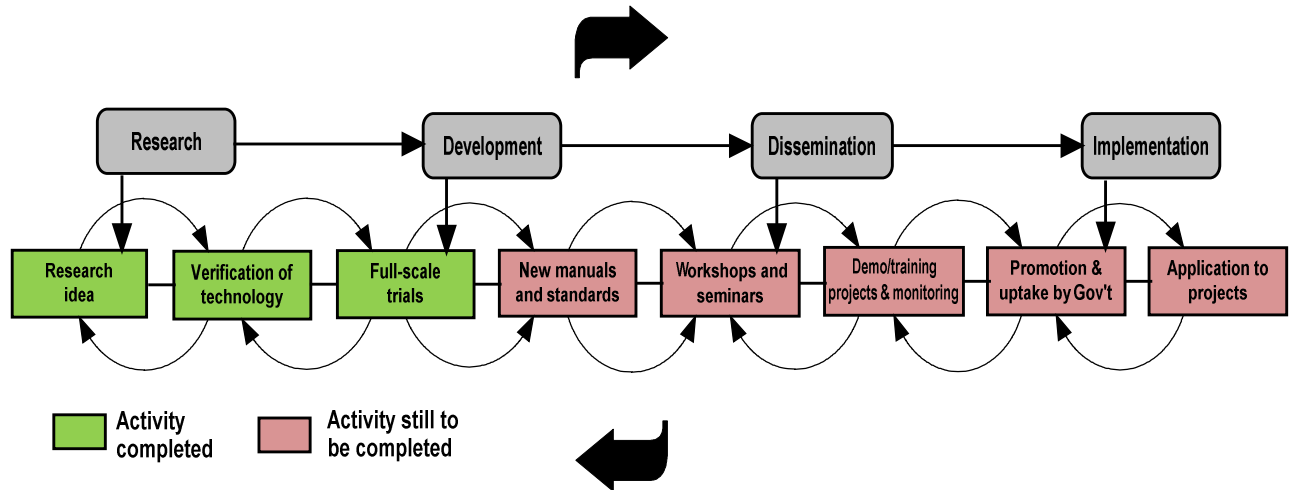 Research
Development
Dissemination
Implementation
Research
idea
Verification of
technology
Full-scale
trials
New manuals
and standards
Workshops and
seminars
Demo/training
projects & monitoring
Promotion &
uptake by Gov't
Application to
projects
Activity
completed
Activity still to
be completed